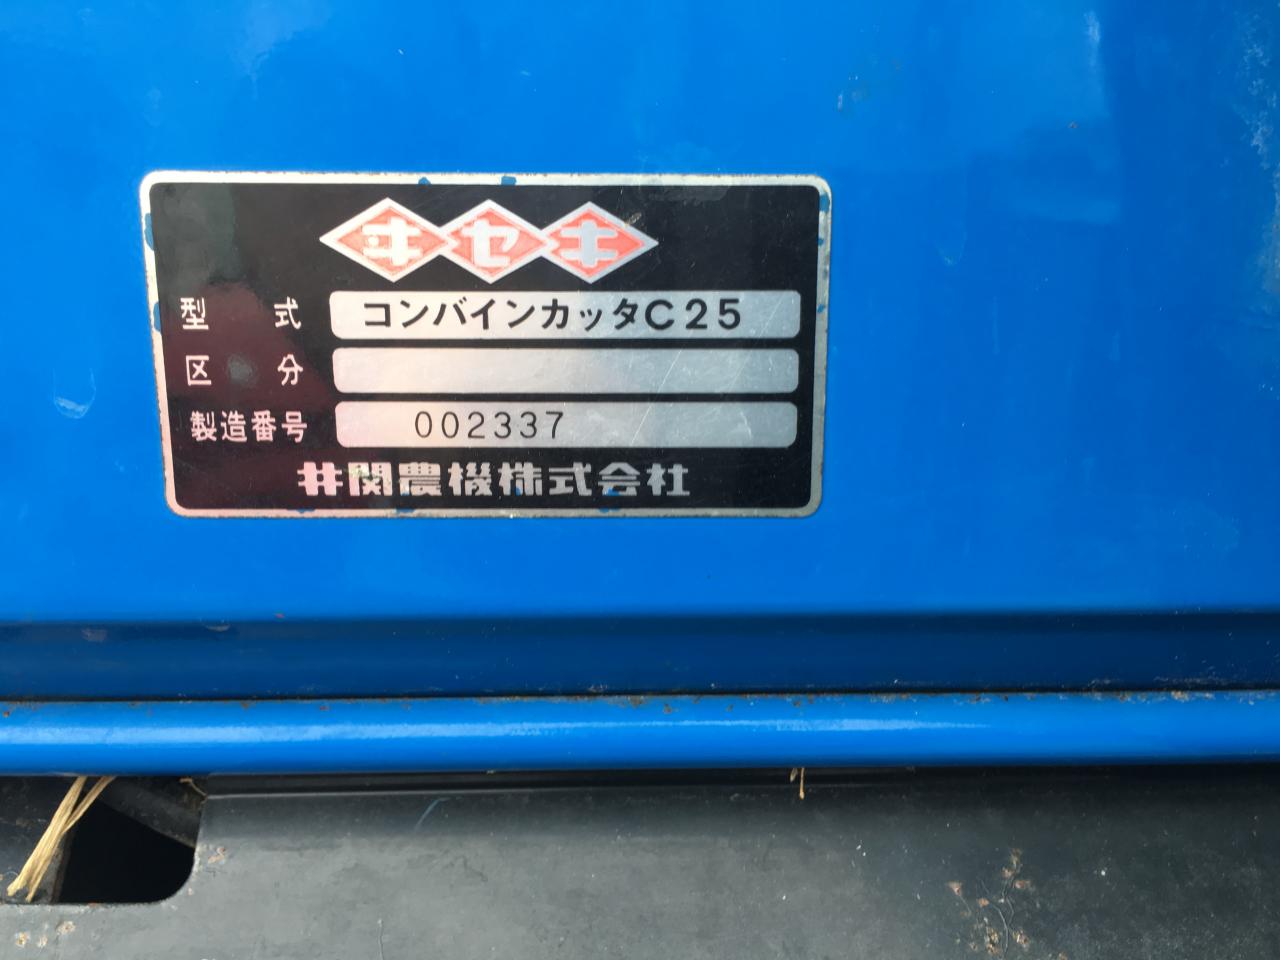 ヰセキ
型式 コンバインカッタC25
区分
製造番号 002337
井関農機株式会社